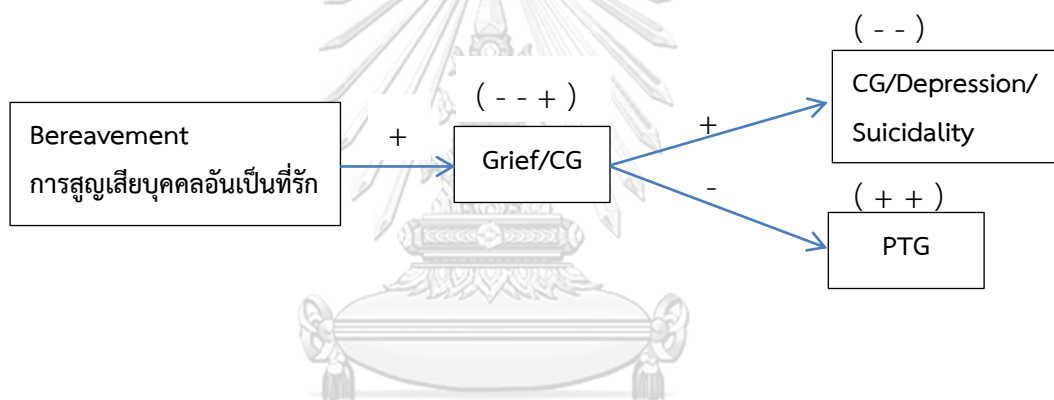 Bereavement
การสูญเสียบุคคลอันเป็นที่รัก
+
( - - + )
Grief/CG
+
-
( - - )
CG/Depression/
Suicidality
( + + )
PTG